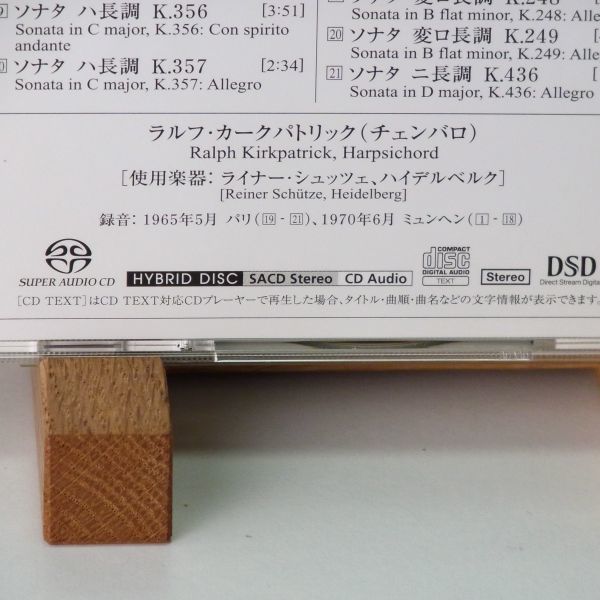 ソナタ ハ長調 K.356 [3:51]
Sonata in C major, K.356: Con spirito
andante
ソナタ ハ長調 K.357 [2:34]
Sonata in C major, K.357: Allegro
K.248
Sonata in B flat minor, K.248: Alle
20 ソナタ 変ロ長調 K.249
Sonata in B flat minor, K.249: Alle
21 ソナタ ニ長調 K.436
Sonata in D major, K.436: Allegro
ラルフ・カークパトリック(チェンバロ)
Ralph Kirkpatrick, Harpsichord
[使用楽器: ライナー・シュッツェ、ハイデルベルク]
[Reiner Schütze, Heidelberg]
録音: 1965年5月 パリ(19 - 21)、1970年6月 ミュンヘン(1 - 18)
SUPER AUDIO CD
HYBRID DISC SACD Stereo CD Audio
COMPACT
disc
DIGITAL AUDIO
TEXT
Stereo
DSD
Direct Stream Digital
[CD TEXT]はCD TEXT対応CDプレーヤーで再生した場合、タイトル・曲順・曲名などの文字情報が表示できます。